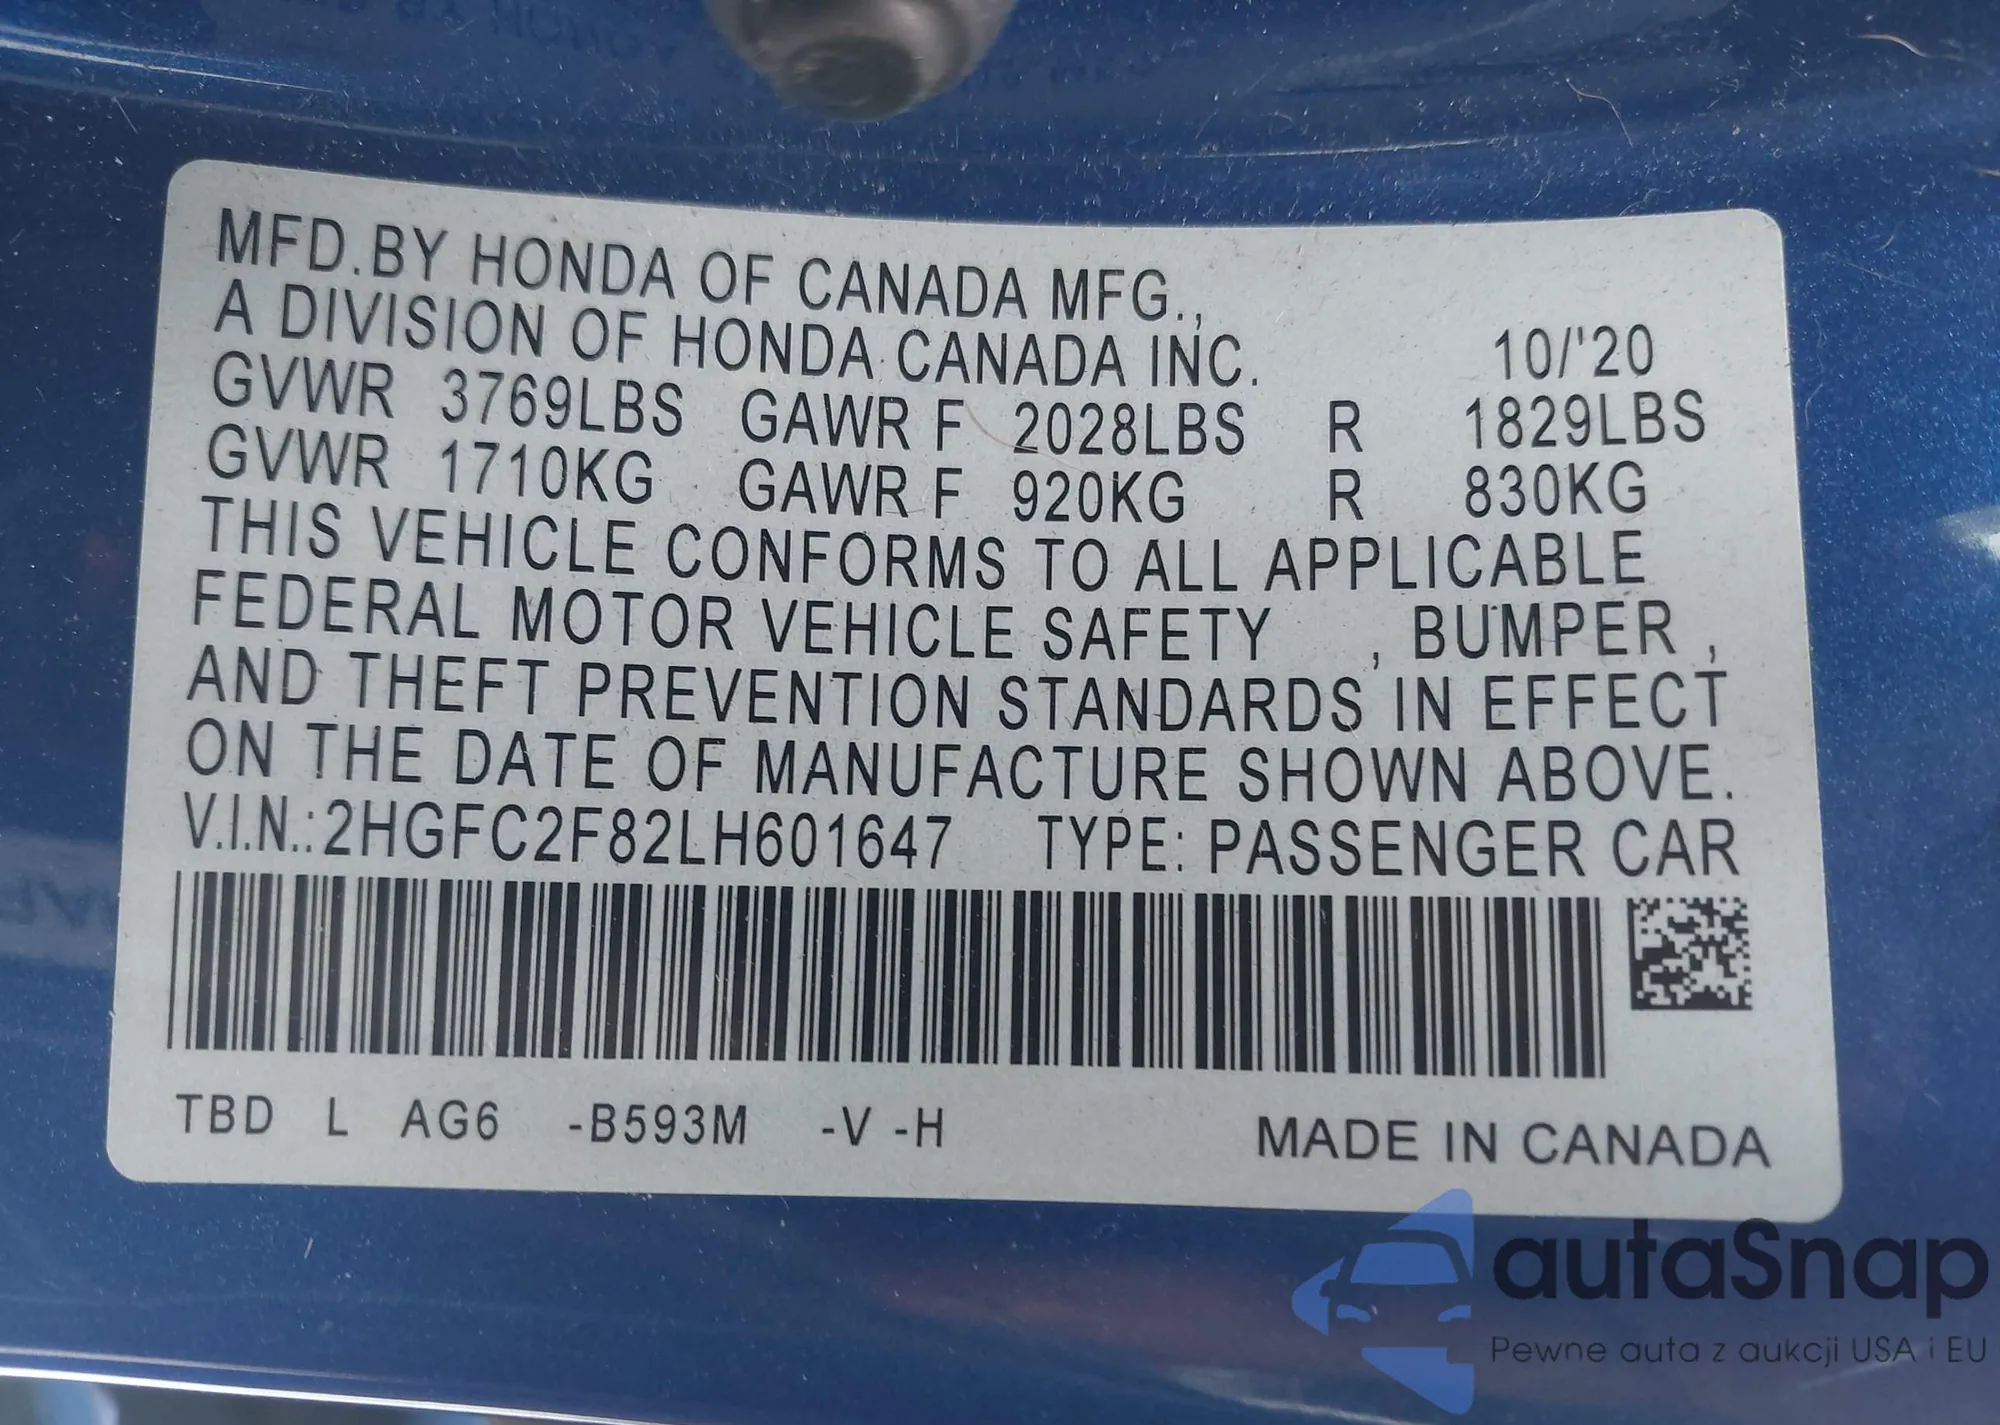 MFD.BY HONDA OF CANADA MFG.,
A DIVISION OF HONDA CANADA INC. 10/'20
GVWR 3769LBS GAWR F 2028LBS R 1829LBS
GVWR 1710KG GAWR F 920KG R 830KG
THIS VEHICLE CONFORMS TO ALL APPLICABLE
FEDERAL MOTOR VEHICLE SAFETY , BUMPER ,
AND THEFT PREVENTION STANDARDS IN EFFECT
ON THE DATE OF MANUFACTURE SHOWN ABOVE.
V.I.N.:2HGFC2F82LH601647 TYPE: PASSENGER CAR
TBD L AG6 -B593M -V -H MADE IN CANADA
autaSnap
Pewne auta z aukcji USA i EU